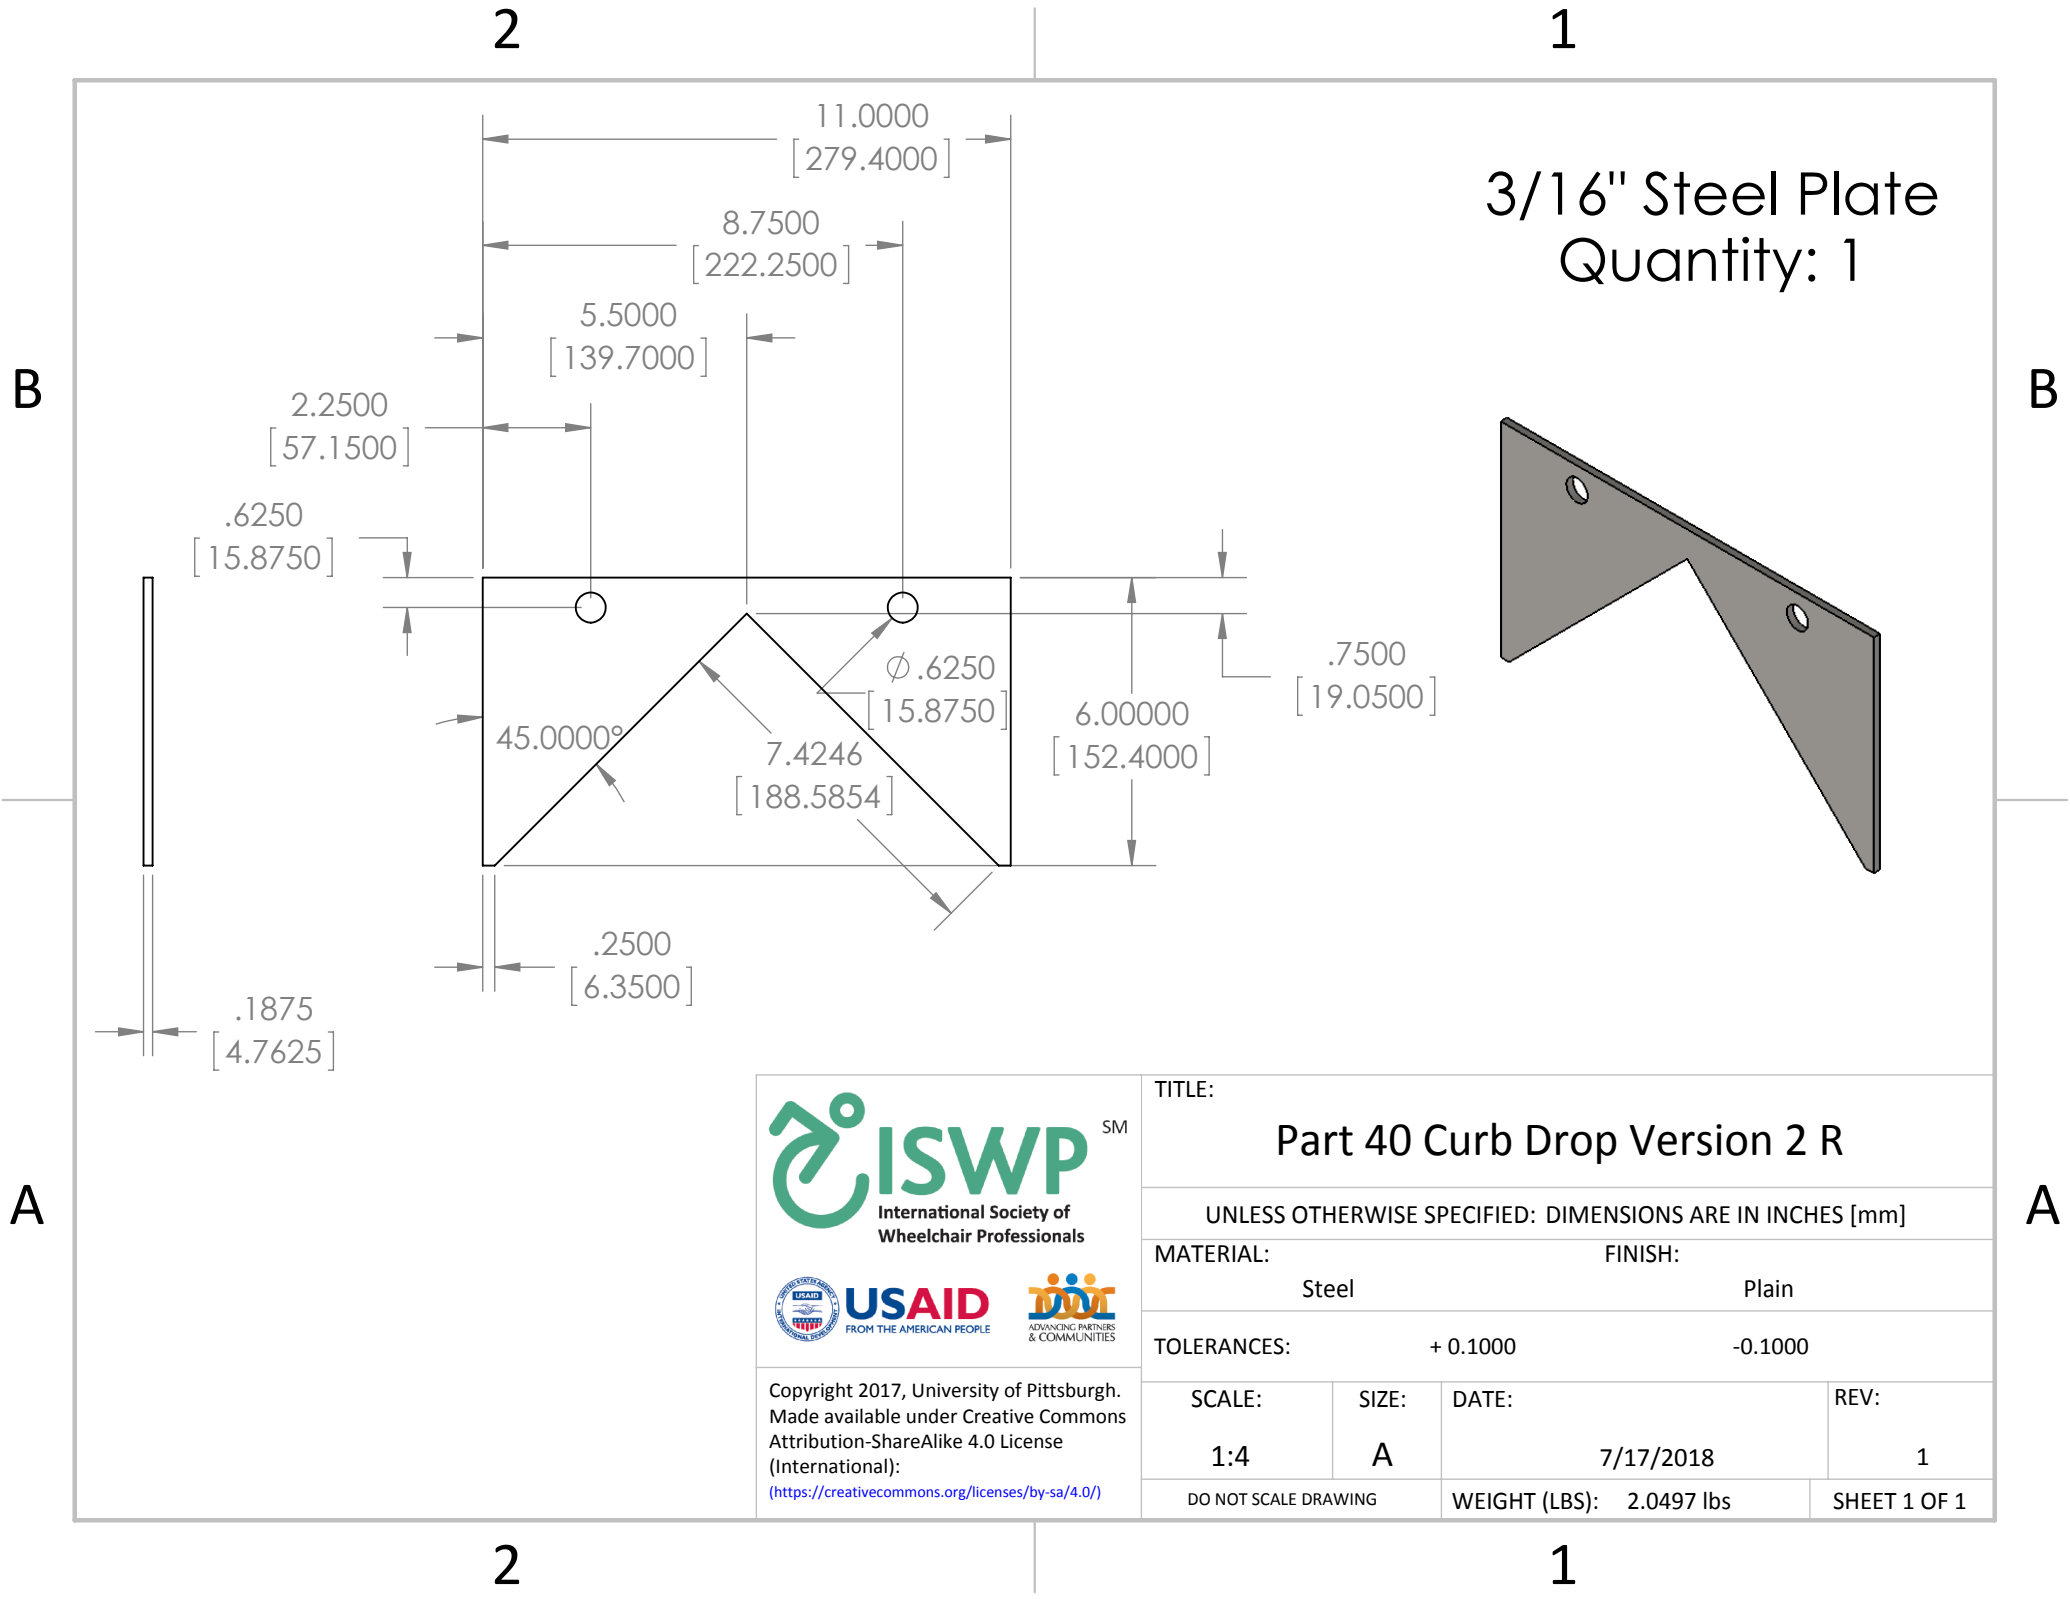 2
1
11.0000
[279.4000]
3/16" Steel Plate
Quantity: 1
8.7500
[222.2500]
5.5000
[139.7000]
B
B
2.2500
[57.1500]
.6250
[15.8750]
Ø.6250
[15.8750]
.7500
[19.0500]
6.00000
[152.4000]
45.0000°
7.4246
[188.5854]
.2500
[6.3500]
.1875
[4.7625]
A
A
ISWP SM
International Society of
Wheelchair Professionals
UNITED STATES AGENCY
INTERNATIONAL DEVELOPMENT
USAID
USAID
FROM THE AMERICAN PEOPLE
ADVANCING PARTNERS
& COMMUNITIES
Copyright 2017, University of Pittsburgh.
Made available under Creative Commons
Attribution-ShareAlike 4.0 License
(International):
(https://creativecommons.org/licenses/by-sa/4.0/)
TITLE:
Part 40 Curb Drop Version 2 R
UNLESS OTHERWISE SPECIFIED: DIMENSIONS ARE IN INCHES [mm]
MATERIAL: FINISH:
Steel Plain
TOLERANCES: + 0.1000 -0.1000
SCALE: SIZE: DATE: REV:
1:4 A 7/17/2018 1
DO NOT SCALE DRAWING WEIGHT (LBS): 2.0497 lbs SHEET 1 OF 1
2
1